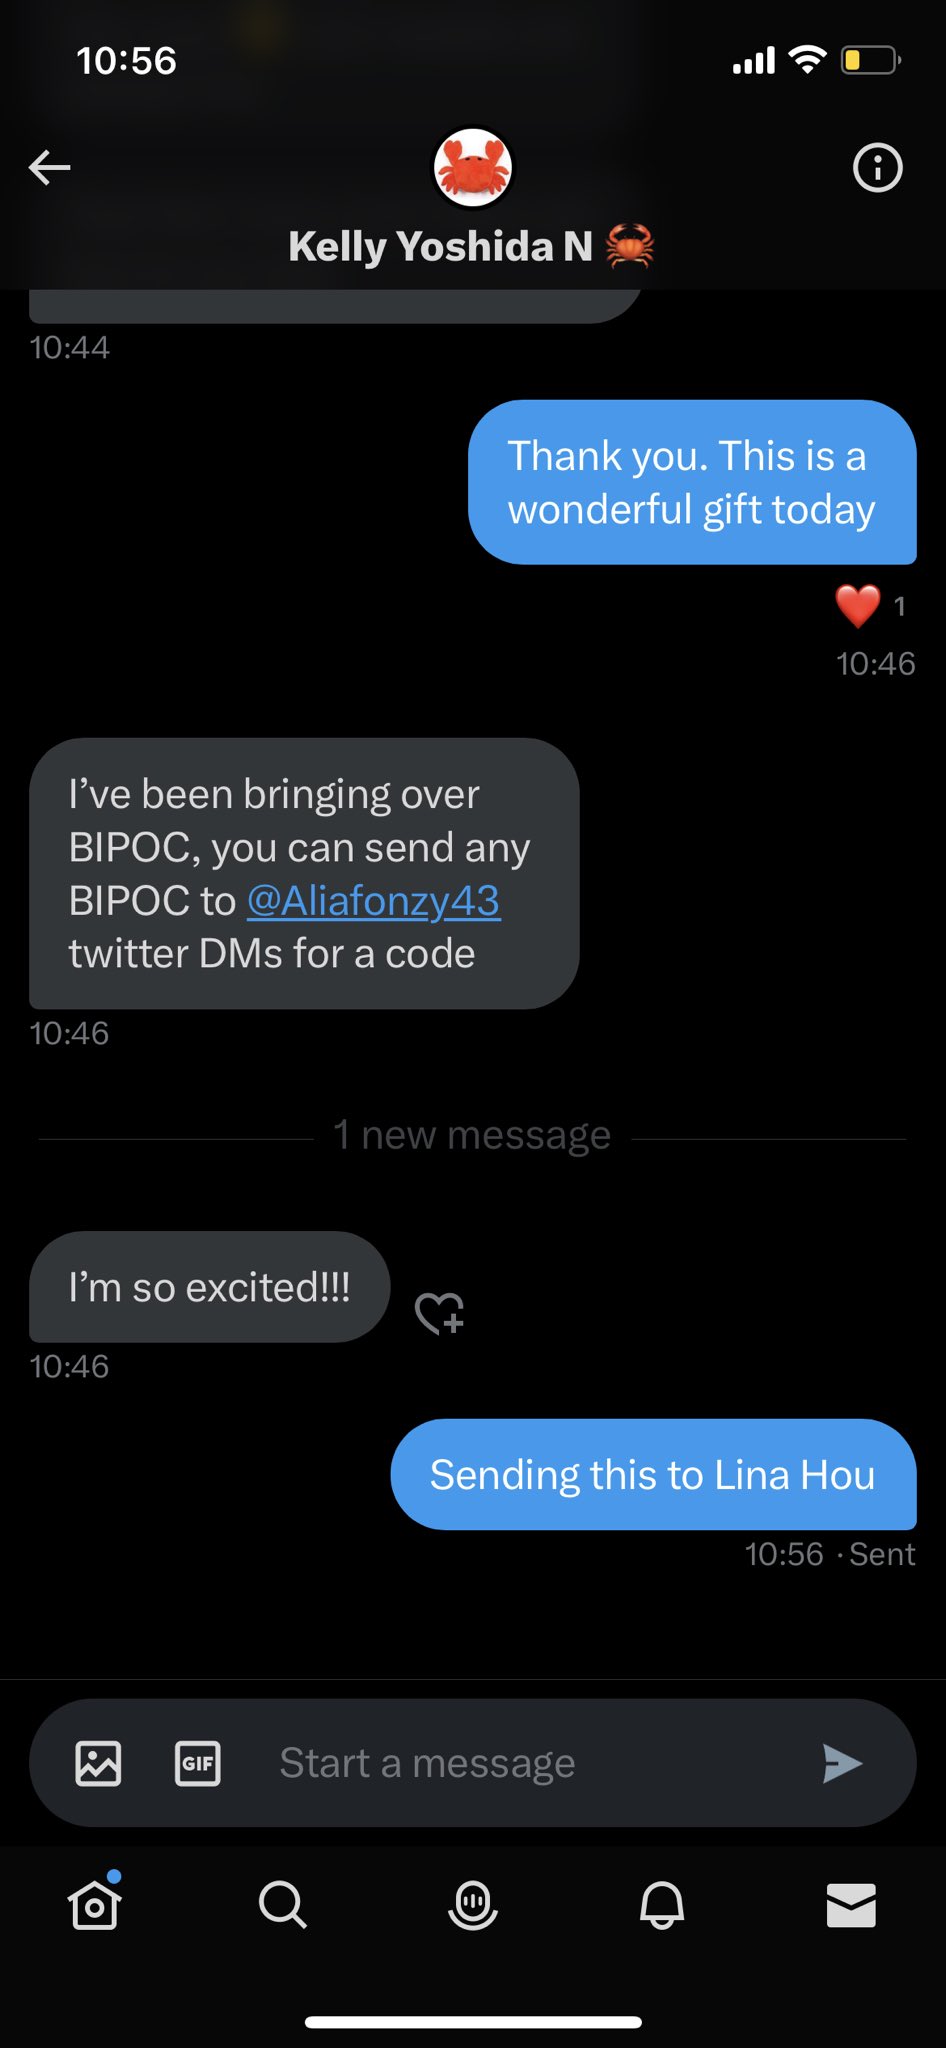 10:56
Kelly Yoshida N 🦀
10:44
Thank you. This is a
wonderful gift today
❤️ 1
10:46
I’ve been bringing over
BIPOC, you can send any
BIPOC to @Aliafonzy43
twitter DMs for a code
10:46
1 new message
I’m so excited!!!
10:46
Sending this to Lina Hou
10:56 · Sent
GIF
Start a message